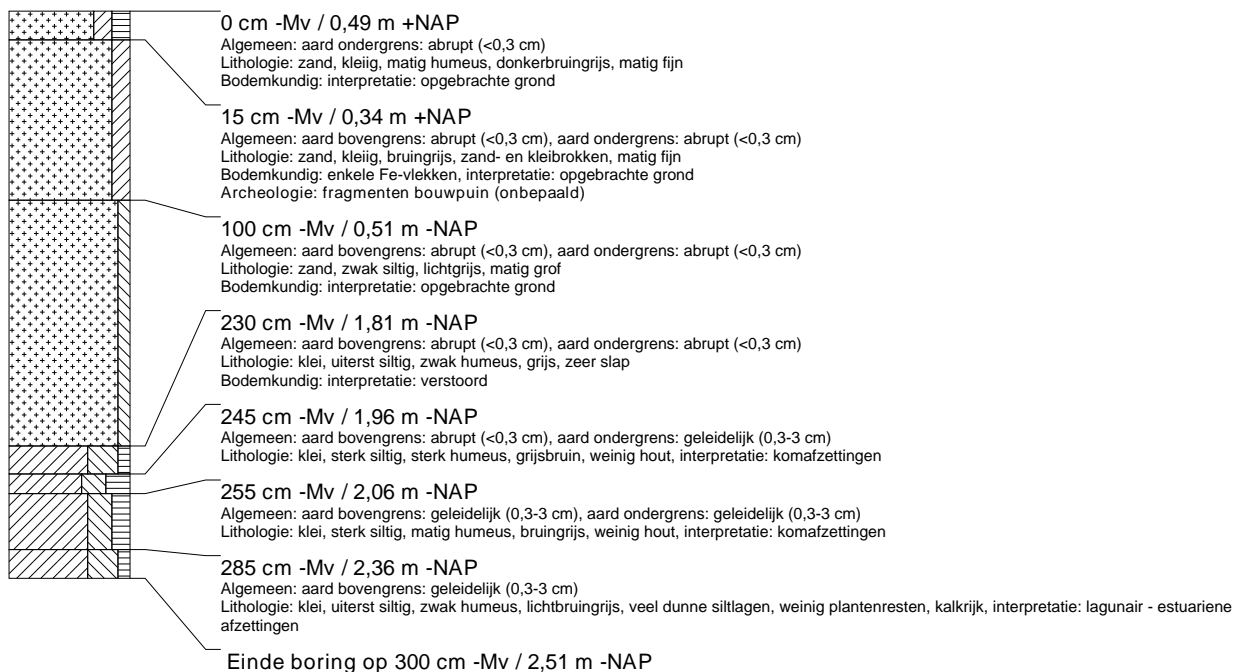 0 cm -Mv / 0,49 m +NAP
Algemeen: aard ondergrens: abrupt (<0,3 cm)
Lithologie: zand, kleiig, matig humeus, donkerbruingrijs, matig fijn
Bodemkundig: interpretatie: opgebrachte grond
15 cm -Mv / 0,34 m +NAP
Algemeen: aard bovengrens: abrupt (<0,3 cm), aard ondergrens: abrupt (<0,3 cm)
Lithologie: zand, kleiig, bruingrijs, zand- en kleibrokken, matig fijn
Bodemkundig: enkele Fe-vlekken, interpretatie: opgebrachte grond
Archeologie: fragmenten bouwpuin (onbepaald)
100 cm -Mv / 0,51 m -NAP
Algemeen: aard bovengrens: abrupt (<0,3 cm), aard ondergrens: abrupt (<0,3 cm)
Lithologie: zand, zwak siltig, lichtgrijs, matig grof
Bodemkundig: interpretatie: opgebrachte grond
230 cm -Mv / 1,81 m -NAP
Algemeen: aard bovengrens: abrupt (<0,3 cm), aard ondergrens: abrupt (<0,3 cm)
Lithologie: klei, uiterst siltig, zwak humeus, grijs, zeer slap
Bodemkundig: interpretatie: verstoord
245 cm -Mv / 1,96 m -NAP
Algemeen: aard bovengrens: abrupt (<0,3 cm), aard ondergrens: geleidelijk (0,3-3 cm)
Lithologie: klei, sterk siltig, sterk humeus, grijsbruin, weinig hout, interpretatie: komafzettingen
255 cm -Mv / 2,06 m -NAP
Algemeen: aard bovengrens: geleidelijk (0,3-3 cm), aard ondergrens: geleidelijk (0,3-3 cm)
Lithologie: klei, sterk siltig, matig humeus, bruingrijs, weinig hout, interpretatie: komafzettingen
285 cm -Mv / 2,36 m -NAP
Algemeen: aard bovengrens: geleidelijk (0,3-3 cm)
Lithologie: klei, uiterst siltig, zwak humeus, lichtbruingrijs, veel dunne siltlagen, weinig plantenresten, kalkrijk, interpretatie: lagunair - estuariene
afzettingen
Einde boring op 300 cm -Mv / 2,51 m -NAP